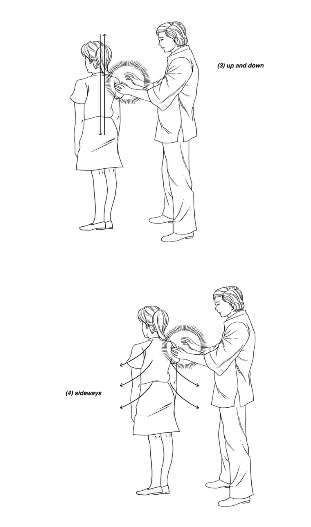 (3) up and down
(4) sideways